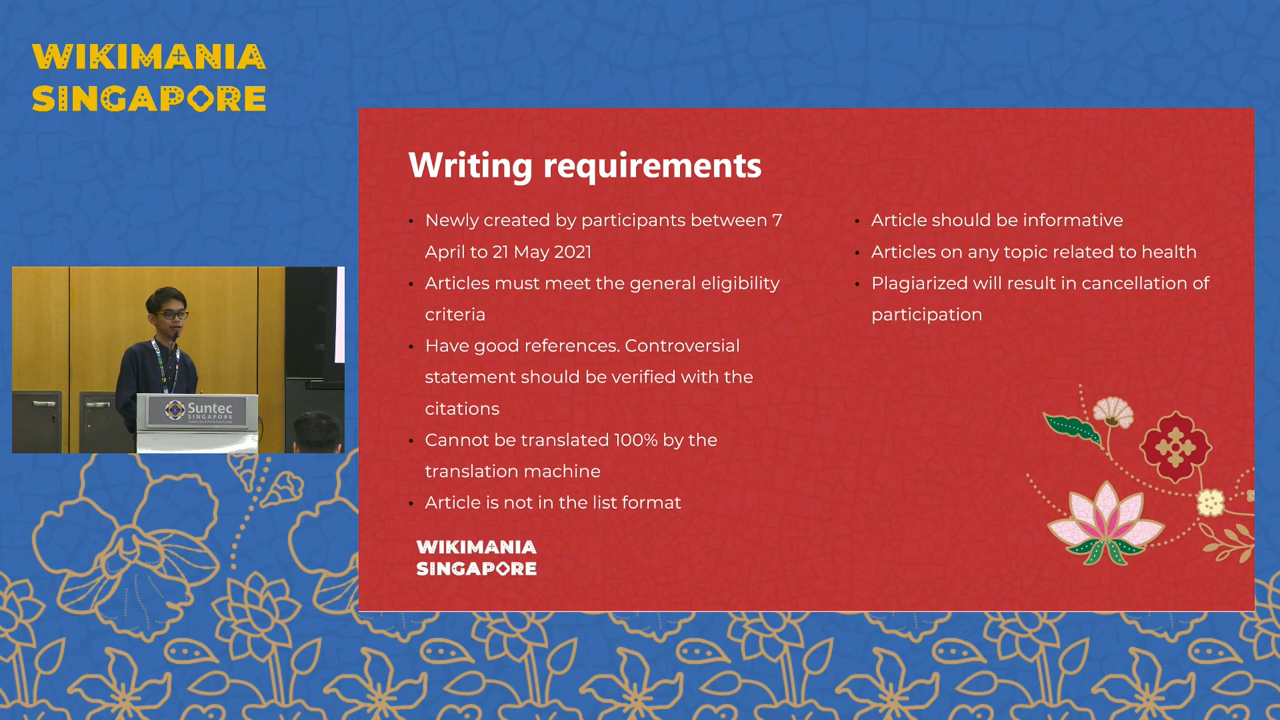 WIKIMANIA
SINGAPORE
Writing requirements
• Newly created by participants between 7
April to 21 May 2021
• Articles must meet the general eligibility
criteria
• Have good references. Controversial
statement should be verified with the
citations
• Cannot be translated 100% by the
translation machine
• Article is not in the list format
• Article should be informative
• Articles on any topic related to health
• Plagiarized will result in cancellation of
participation
WIKIMANIA
SINGAPORE
Suntec
SINGAPORE